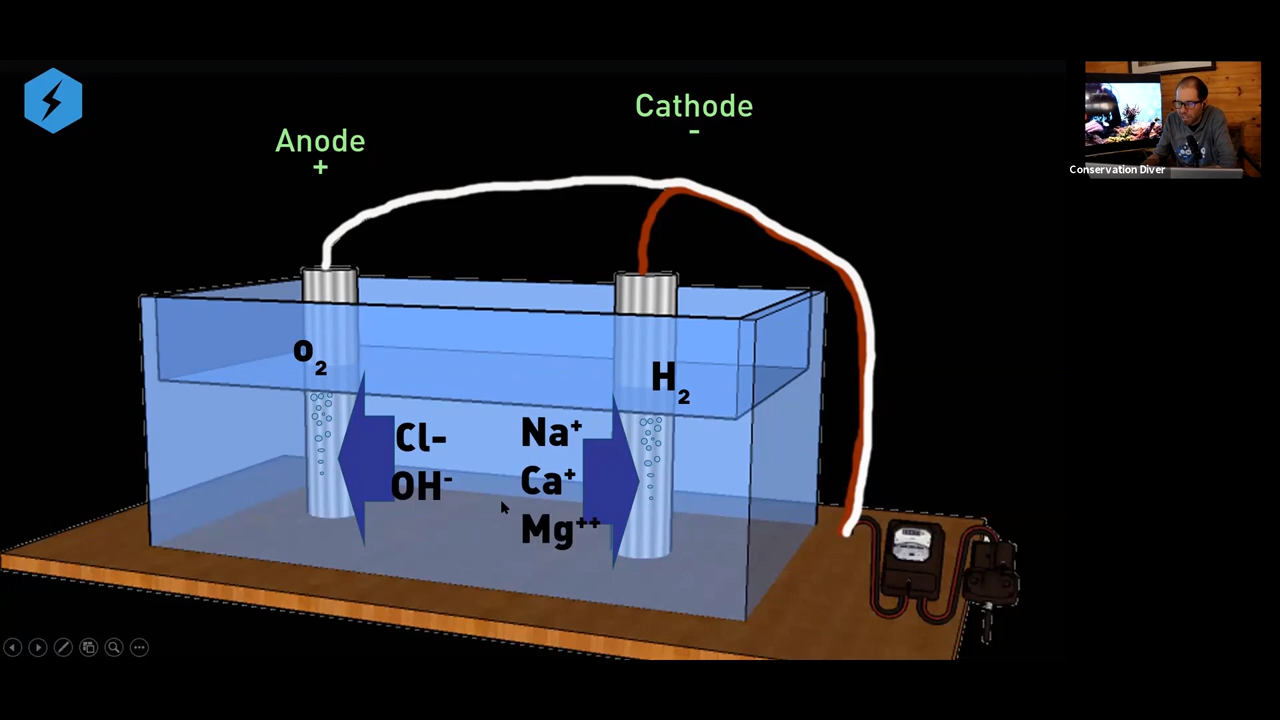 Cathode
-
Anode
+
Conservation Diver
O2
H2
Cl-
OH-
Na+
Ca+
Mg++